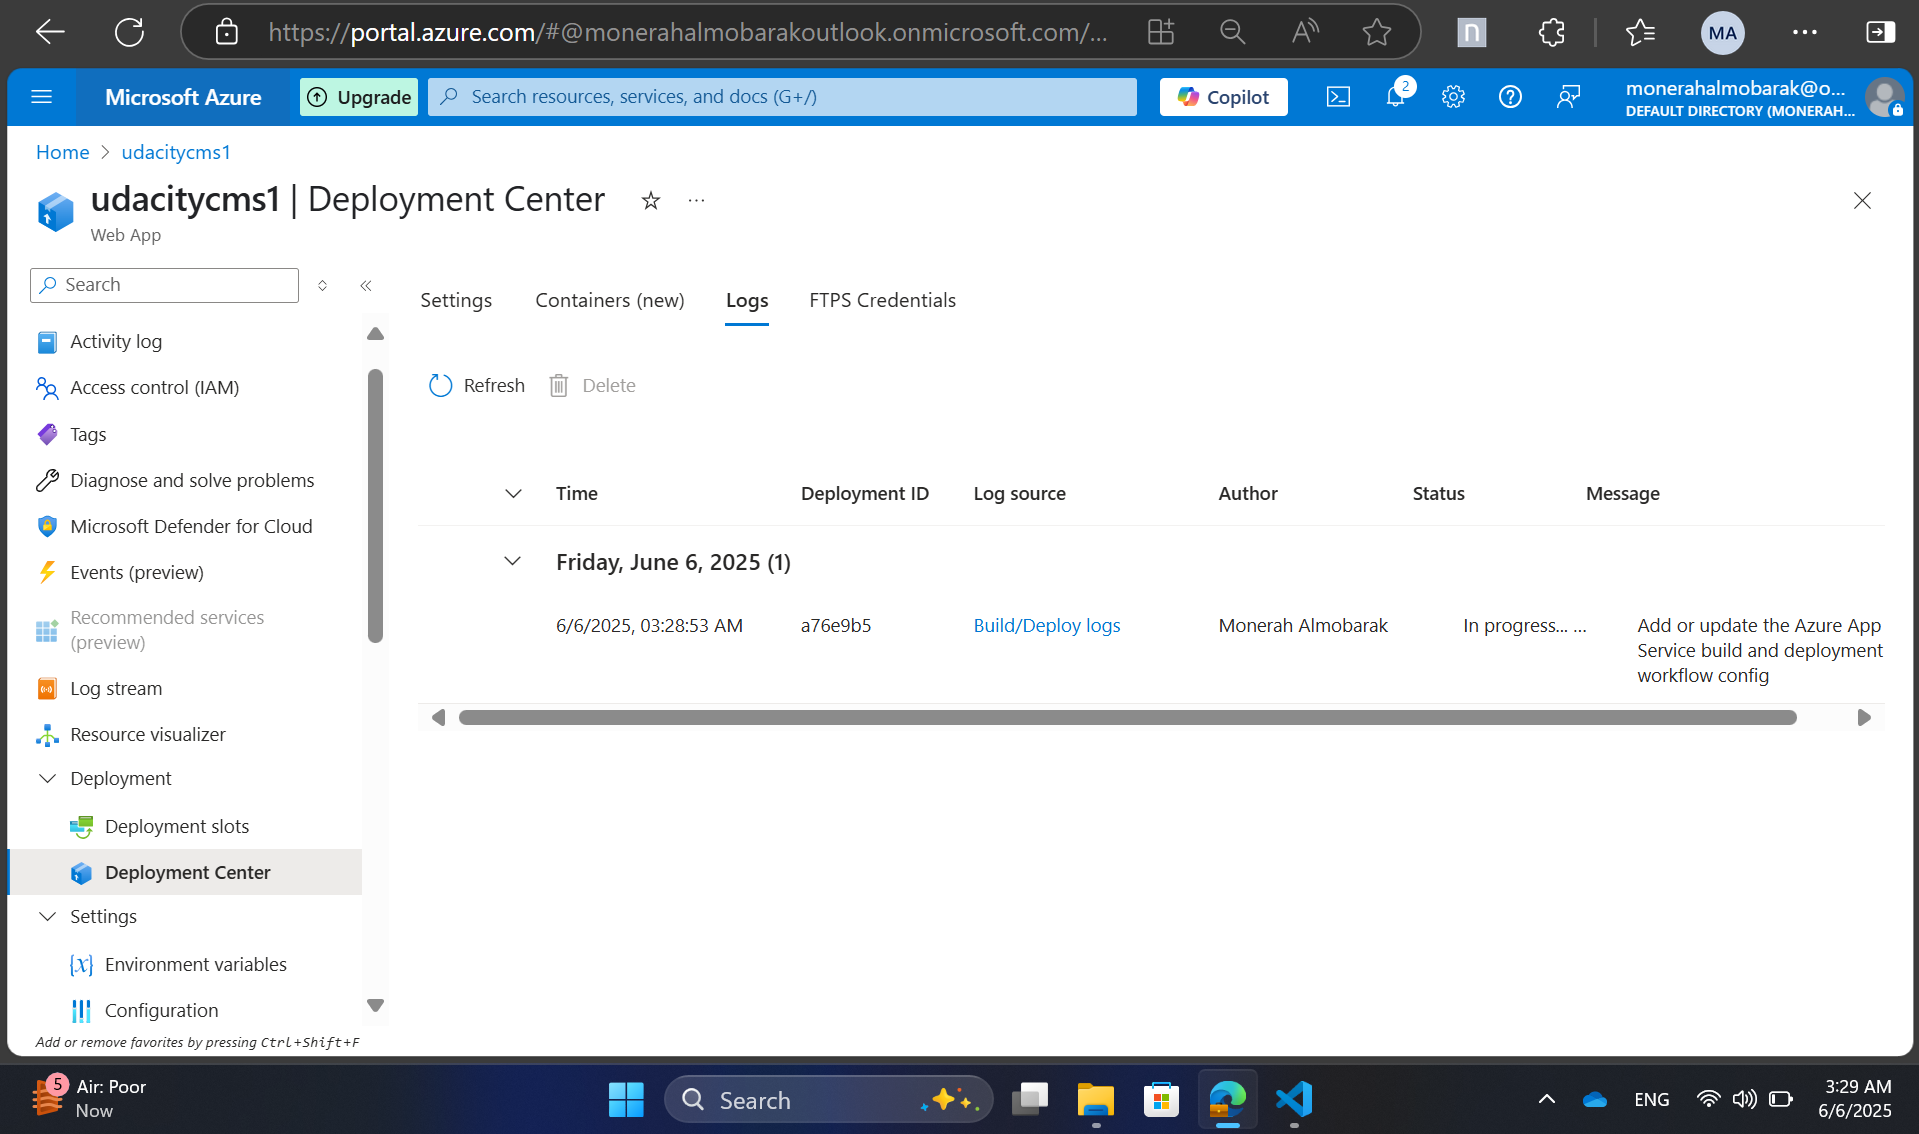 https://portal.azure.com/#@monerahalmobarakoutlook.onmicrosoft.com/...
MA
Microsoft Azure
Upgrade
Search resources, services, and docs (G+/)
Copilot
2
monerahalmobarak@o...
DEFAULT DIRECTORY (MONERAH...
Home > udacitycms1
udacitycms1 | Deployment Center
Web App
Search
Activity log
Access control (IAM)
Tags
Diagnose and solve problems
Microsoft Defender for Cloud
Events (preview)
Recommended services
(preview)
Log stream
Resource visualizer
Deployment
Deployment slots
Deployment Center
Settings
Environment variables
Configuration
Add or remove favorites by pressing Ctrl+Shift+F
Settings Containers (new) Logs FTPS Credentials
Refresh Delete
Time Deployment ID Log source Author Status Message
Friday, June 6, 2025 (1)
6/6/2025, 03:28:53 AM a76e9b5 Build/Deploy logs Monerah Almobarak In progress... ... Add or update the Azure App
Service build and deployment
workflow config
5
Air: Poor
Now
Search
ENG
3:29 AM
6/6/2025